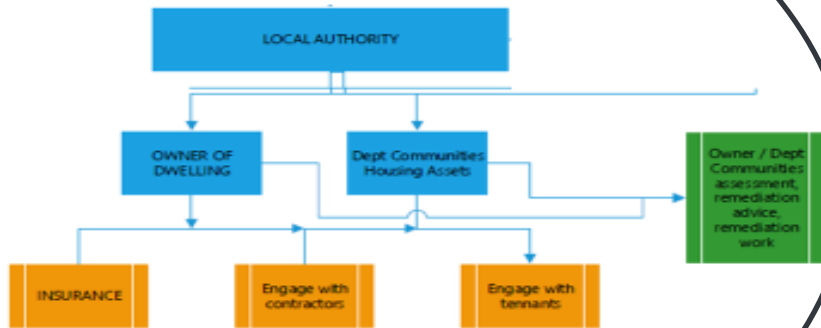 LOCAL AUTHORITY
OWNER OF
DWELLING
Dept Communities
Housing Assets
Owner / Dept
Communities
assessment,
remediation
advice,
remediation
work
INSURANCE
Engage with
contractors
Engage with
tennants